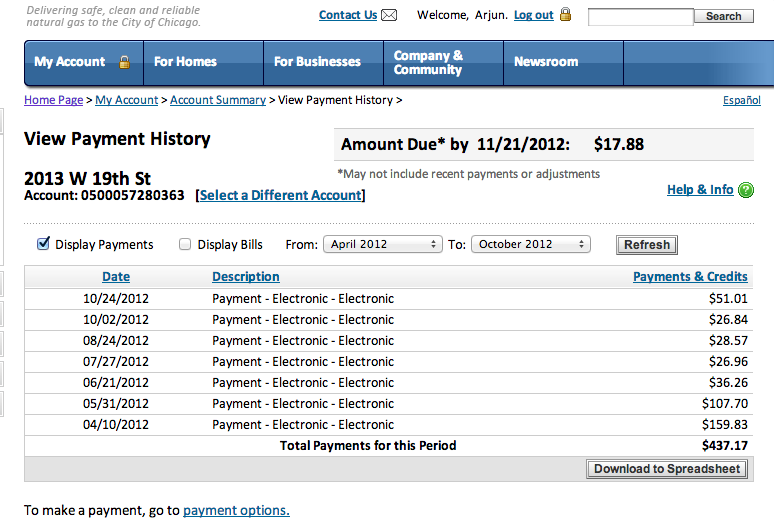 Delivering safe, clean and reliable
natural gas to the City of Chicago.
Contact Us Welcome, Arjun. Log out Search
My Account For Homes For Businesses Company & Community Newsroom
Home Page > My Account > Account Summary > View Payment History > Español
View Payment History
Amount Due* by 11/21/2012: $17.88
*May not include recent payments or adjustments
2013 W 19th St
Account: 0500057280363 [Select a Different Account]
Help & Info ?
Display Payments Display Bills From: April 2012 To: October 2012 Refresh
Date Description Payments & Credits
10/24/2012 Payment - Electronic - Electronic $51.01
10/02/2012 Payment - Electronic - Electronic $26.84
08/24/2012 Payment - Electronic - Electronic $28.57
07/27/2012 Payment - Electronic - Electronic $26.96
06/21/2012 Payment - Electronic - Electronic $36.26
05/31/2012 Payment - Electronic - Electronic $107.70
04/10/2012 Payment - Electronic - Electronic $159.83
Total Payments for this Period $437.17
Download to Spreadsheet
To make a payment, go to payment options.